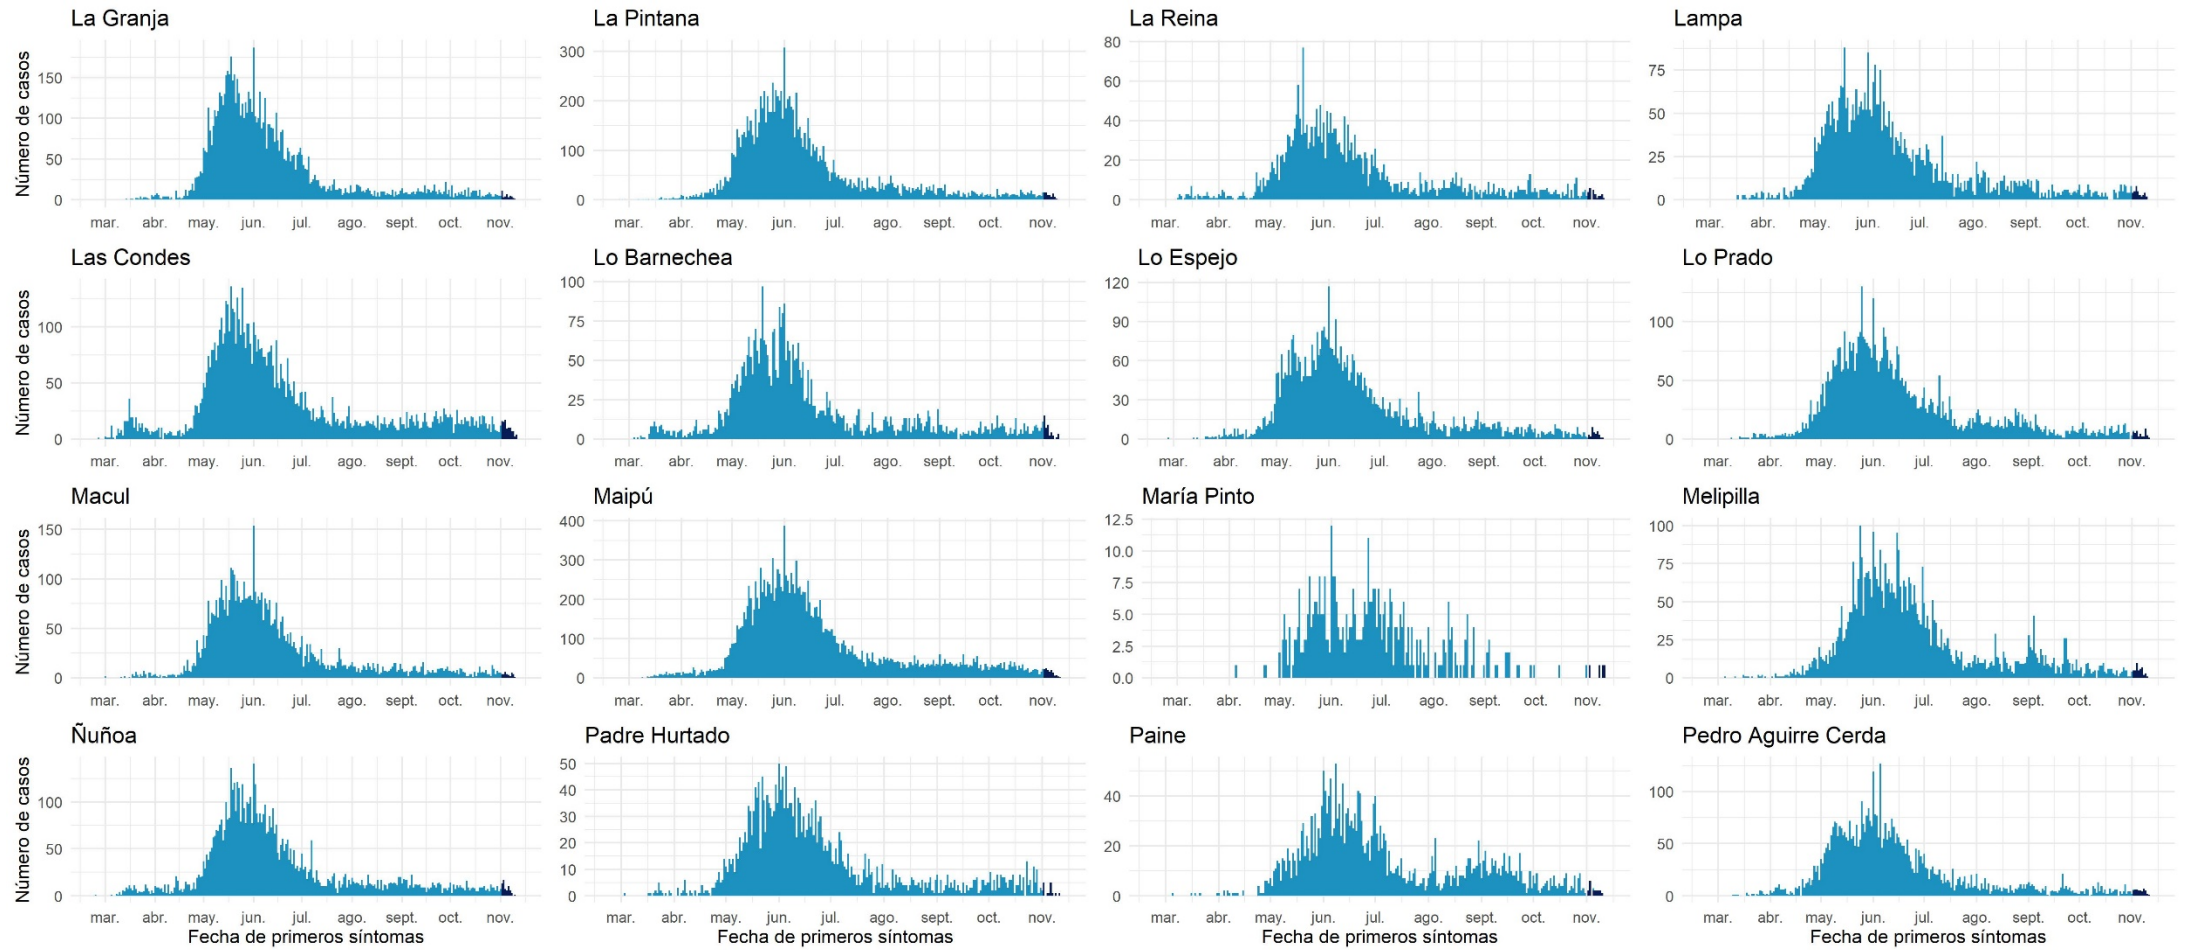 La Granja
Número de casos
150
100
50
0
mar. abr. may. jun. jul. ago. sept. oct. nov.
La Pintana
300
200
100
0
mar. abr. may. jun. jul. ago. sept. oct. nov.
La Reina
80
60
40
20
0
mar. abr. may. jun. jul. ago. sept. oct. nov.
Lampa
75
50
25
0
mar. abr. may. jun. jul. ago. sept. oct. nov.
Las Condes
Número de casos
100
50
0
mar. abr. may. jun. jul. ago. sept. oct. nov.
Lo Barnechea
100
75
50
25
0
mar. abr. may. jun. jul. ago. sept. oct. nov.
Lo Espejo
120
90
60
30
0
mar. abr. may. jun. jul. ago. sept. oct. nov.
Lo Prado
100
50
0
mar. abr. may. jun. jul. ago. sept. oct. nov.
Macul
Número de casos
150
100
50
0
mar. abr. may. jun. jul. ago. sept. oct. nov.
Maipú
400
300
200
100
0
mar. abr. may. jun. jul. ago. sept. oct. nov.
María Pinto
12.5
10.0
7.5
5.0
2.5
0.0
mar. abr. may. jun. jul. ago. sept. oct. nov.
Melipilla
100
75
50
25
0
mar. abr. may. jun. jul. ago. sept. oct. nov.
Ñuñoa
Número de casos
100
50
0
mar. abr. may. jun. jul. ago. sept. oct. nov.
Fecha de primeros síntomas
Padre Hurtado
50
40
30
20
10
0
mar. abr. may. jun. jul. ago. sept. oct. nov.
Fecha de primeros síntomas
Paine
40
20
0
mar. abr. may. jun. jul. ago. sept. oct. nov.
Fecha de primeros síntomas
Pedro Aguirre Cerda
100
50
0
mar. abr. may. jun. jul. ago. sept. oct. nov.
Fecha de primeros síntomas